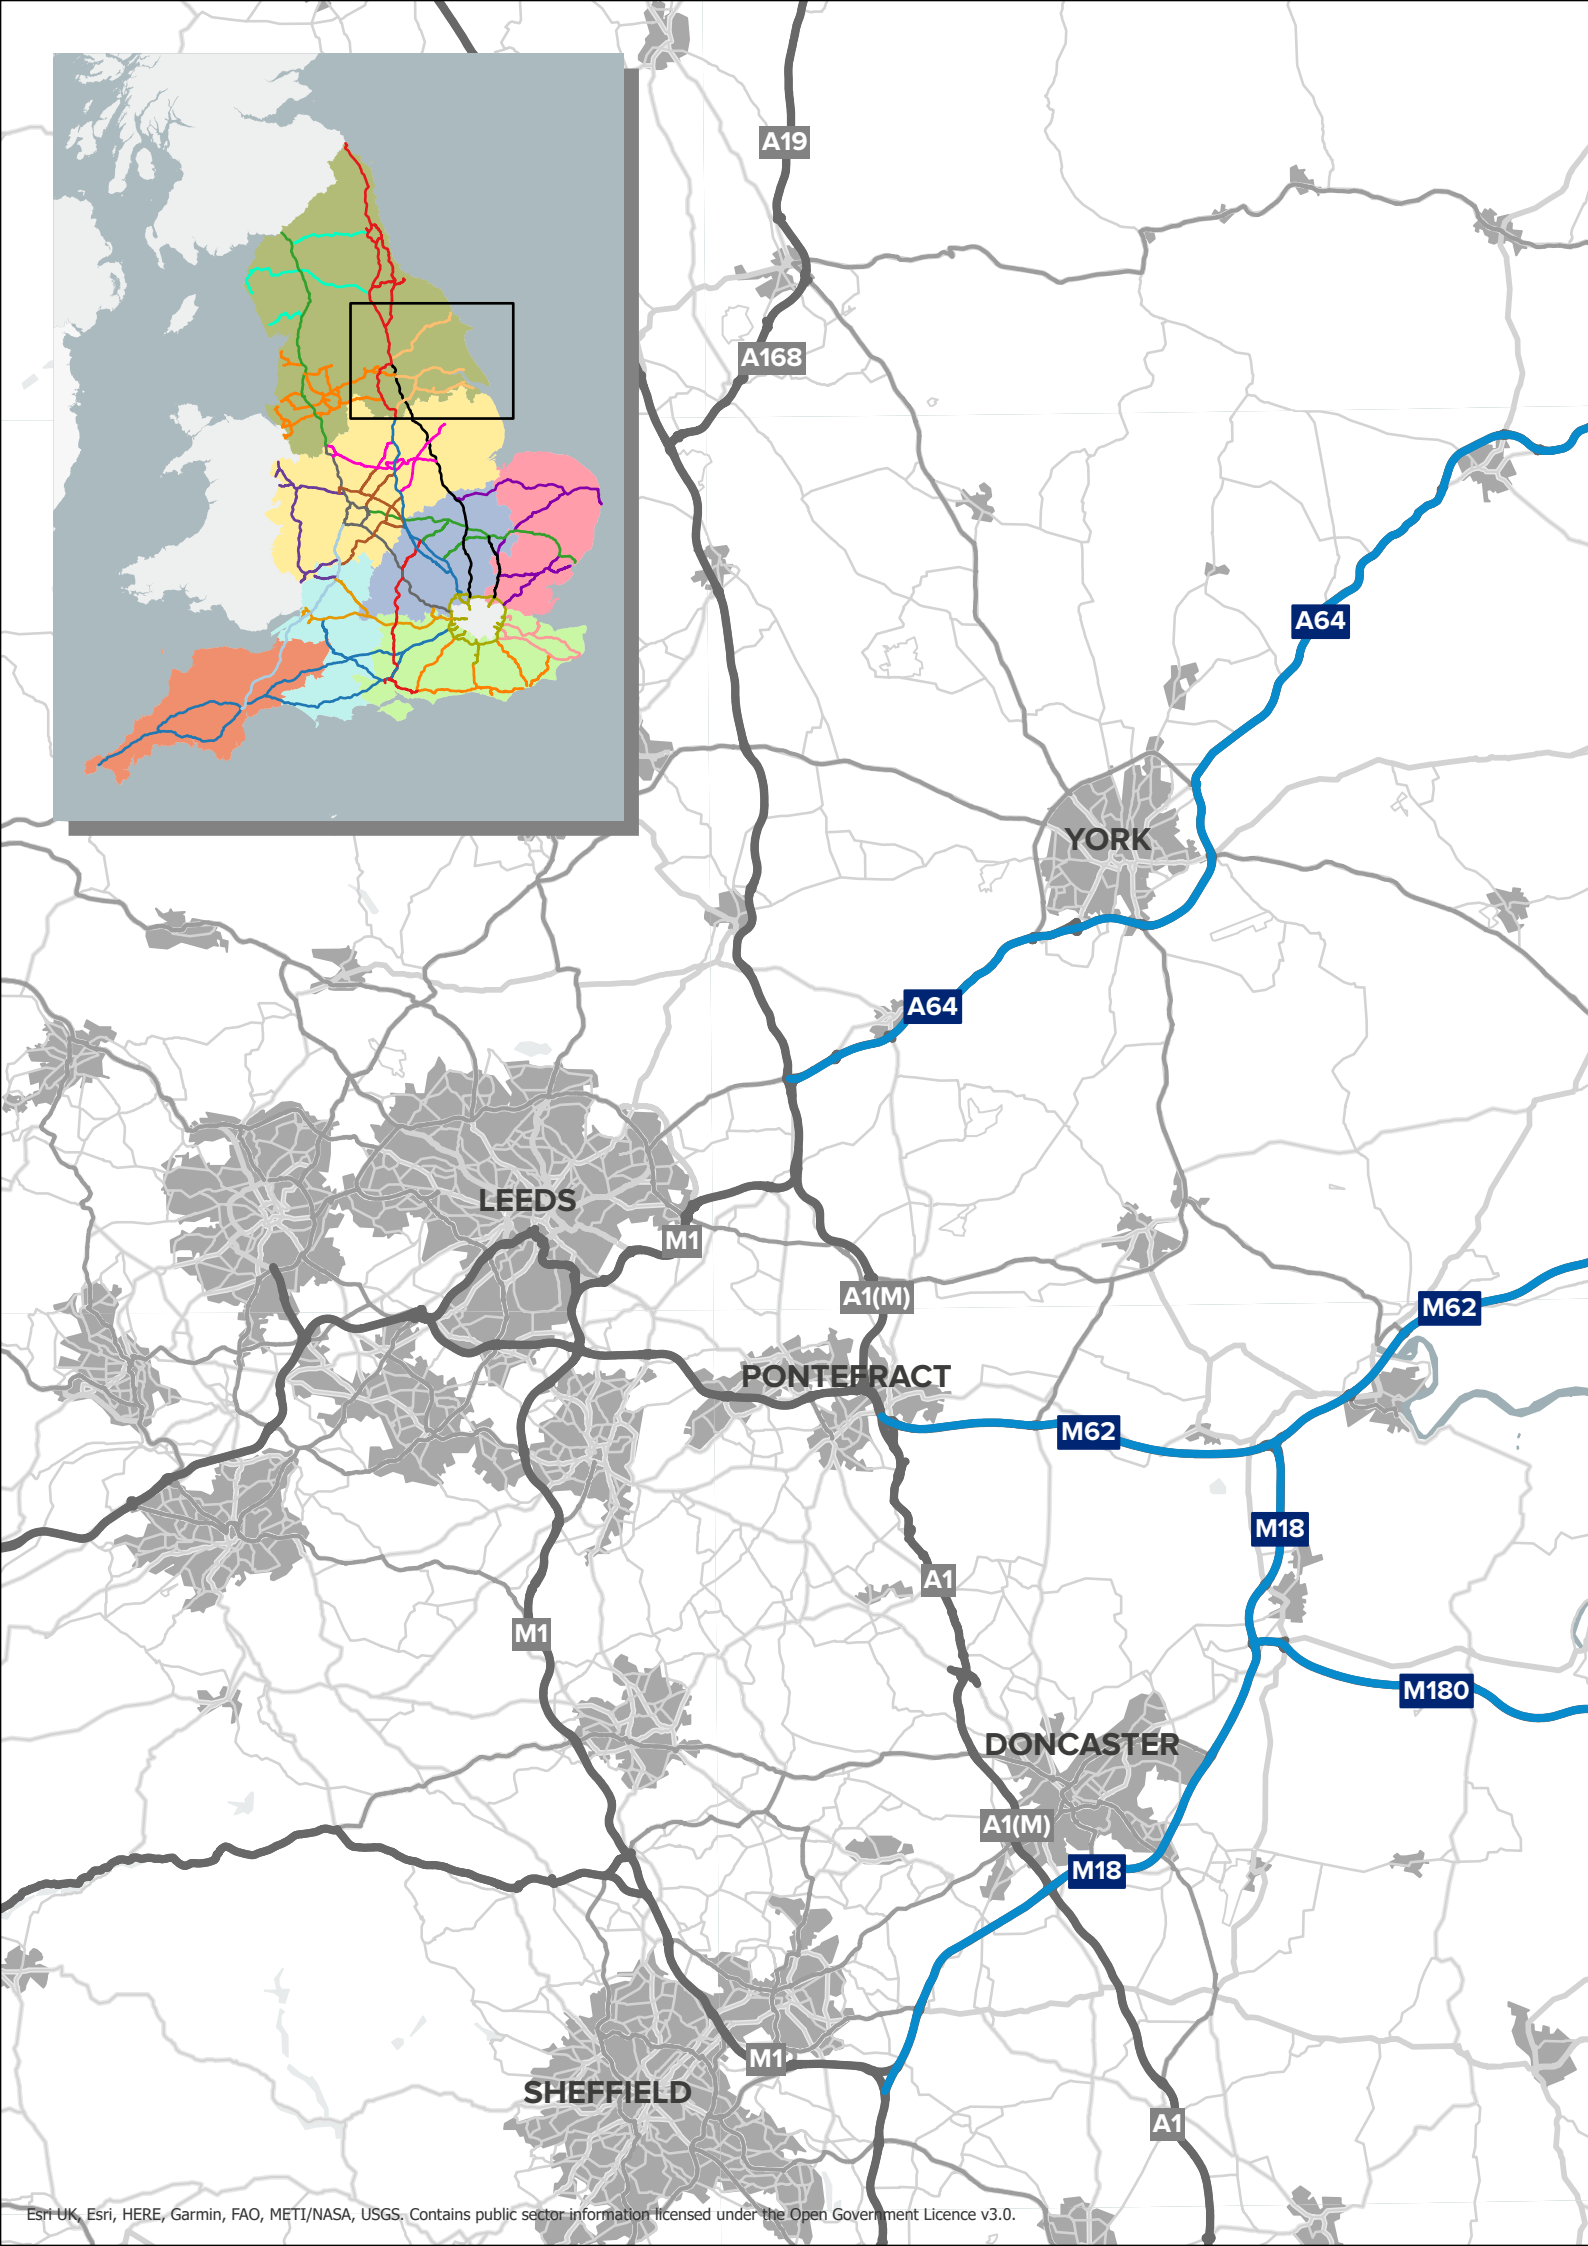 A19
A168
A64
YORK
A64
LEEDS
M1
A1(M)
M62
PONTEFRACT
M62
M18
A1
M1
M180
DONCASTER
A1(M)
M18
M1
SHEFFIELD
A1
Esri UK, Esri, HERE, Garmin, FAO, METI/NASA, USGS. Contains public sector information licensed under the Open Government Licence v3.0.